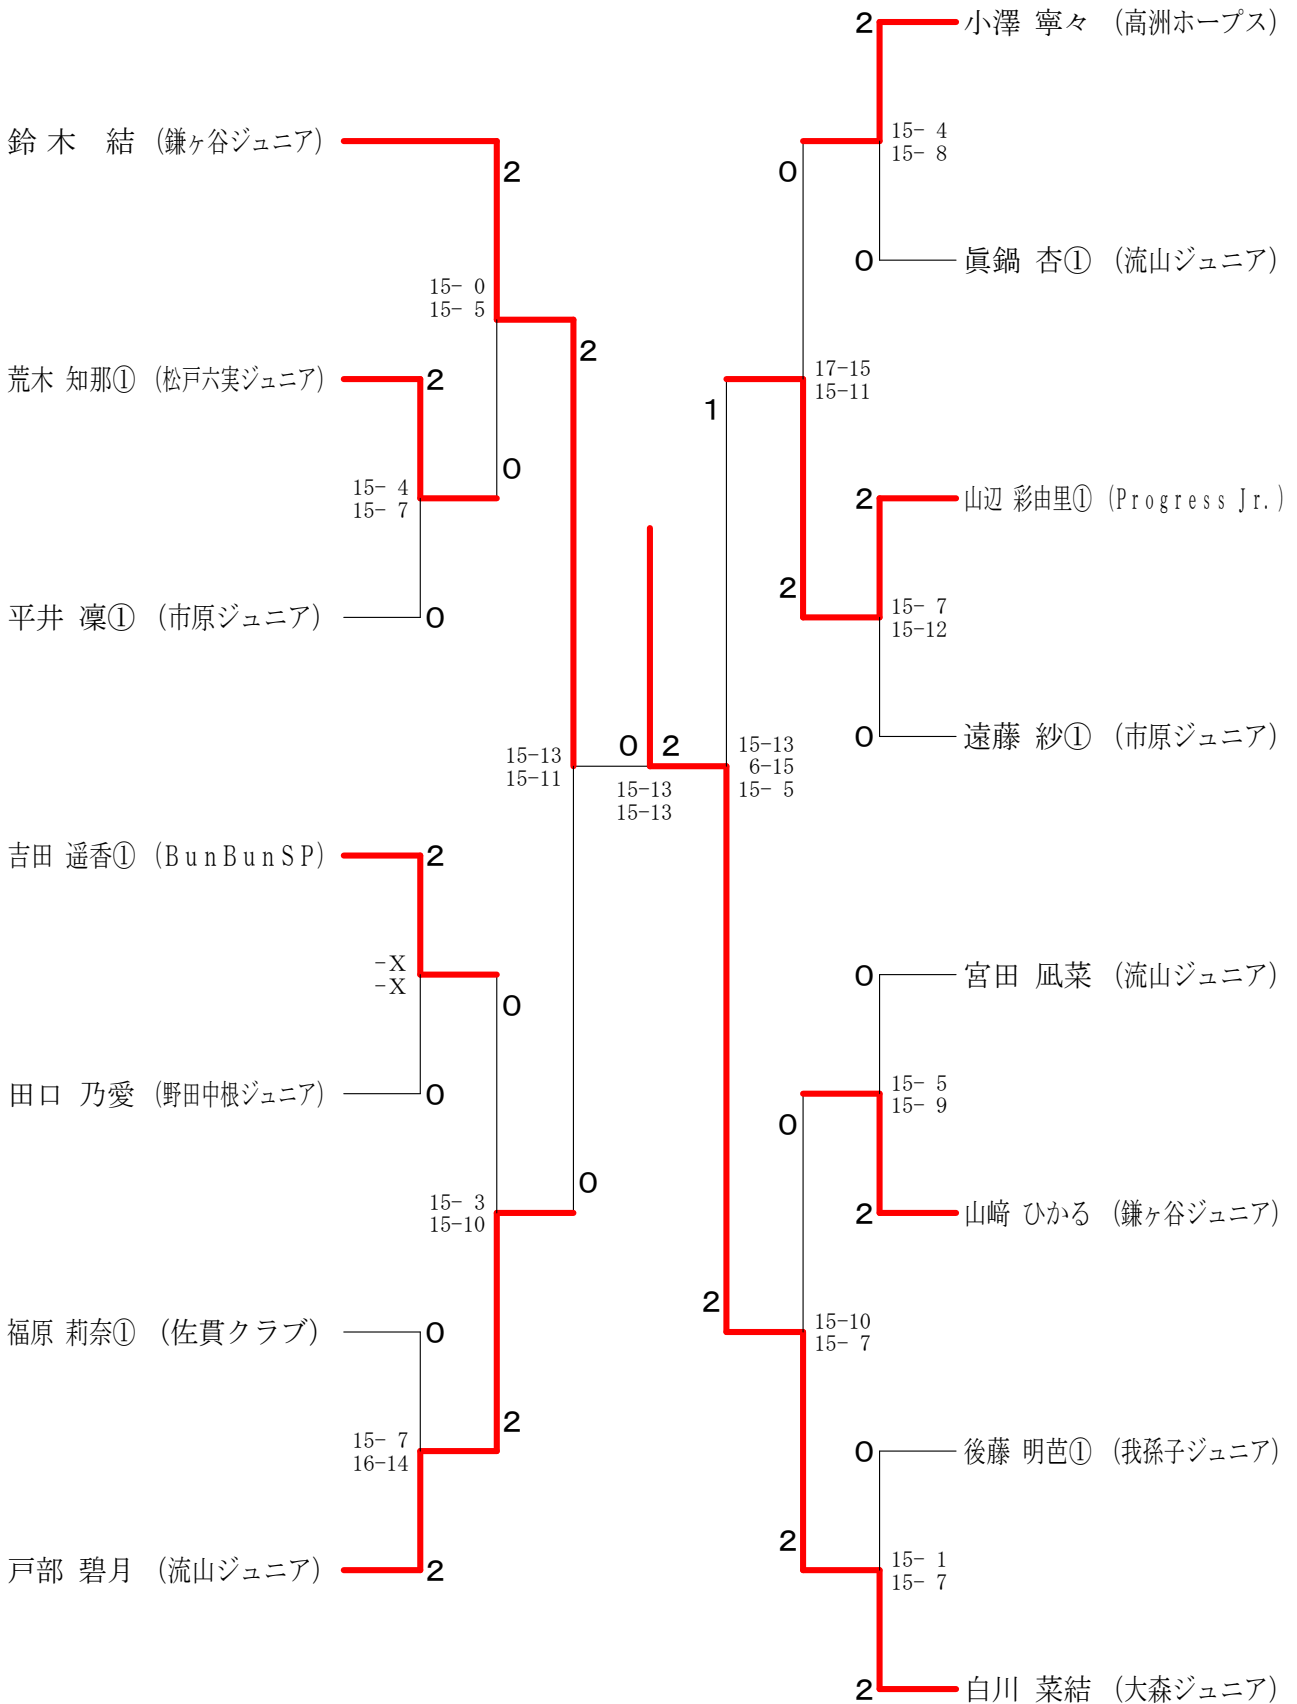 2 小澤 寧々 (高洲ホープス)
鈴木 結 (鎌ヶ谷ジュニア)
2
0
15- 4
15- 8
0 眞鍋 杏① (流山ジュニア)
15- 0
15- 5
2
荒木 知那① (松戸六実ジュニア) 2
17-15
15-11
1
0
15- 4
15- 7
2 山辺 彩由里① (Progress Jr.)
2
15- 7
15-12
平井 凜① (市原ジュニア) 0
0 遠藤 紗① (市原ジュニア)
15-13
15-11
0 2
15-13
15-13
15-13
6-15
15- 5
吉田 遥香① (BunBunSP) 2
-X
-X
0
0 宮田 凪菜 (流山ジュニア)
田口 乃愛 (野田中根ジュニア) 0
0
15- 5
15- 9
15- 3
15-10
0
2 山﨑 ひかる (鎌ヶ谷ジュニア)
福原 莉奈① (佐貫クラブ) 0
2
15-10
15- 7
15- 7
16-14
2
0 後藤 明芭① (我孫子ジュニア)
戸部 碧月 (流山ジュニア) 2
2
15- 1
15- 7
2 白川 菜結 (大森ジュニア)